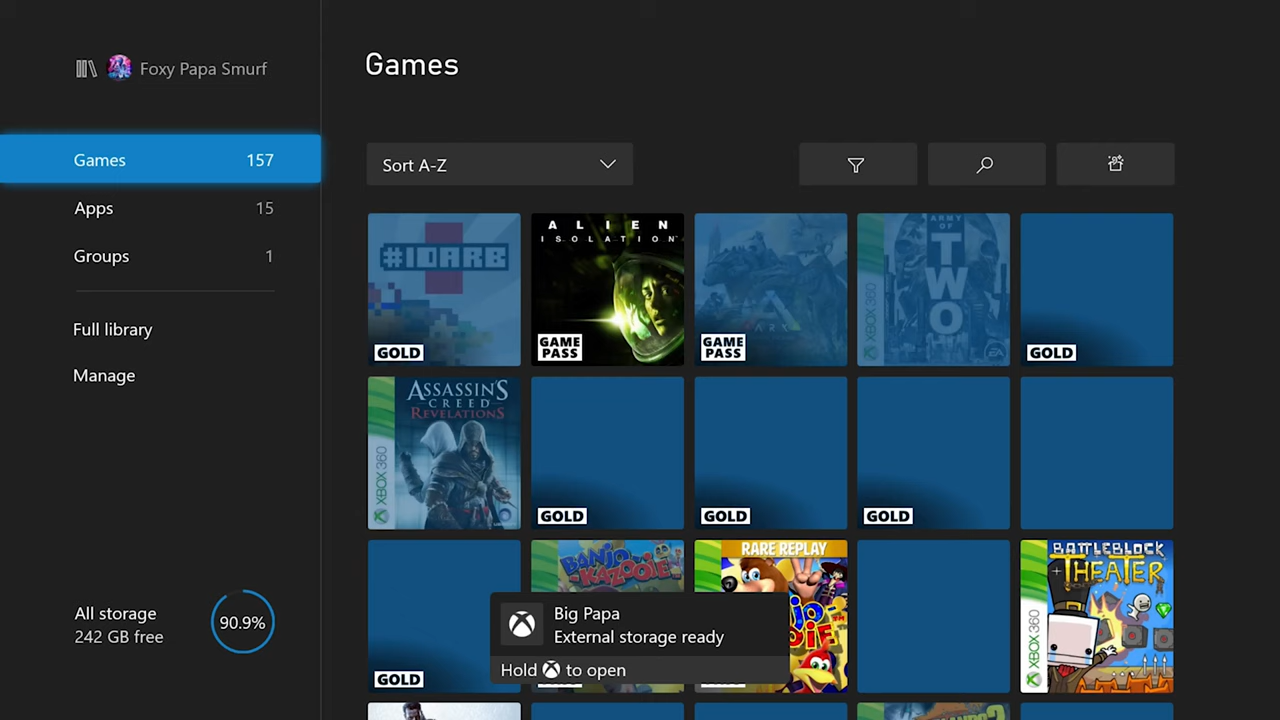 Foxy Papa Smurf
Games
Games 157
Apps 15
Groups 1
Full library
Manage
All storage
242 GB free
90.9%
Sort A-Z
#IDARB
GOLD
ALIEN
ISOLATION
GAME
PASS
ARK
GAME
PASS
XBOX 360
ARMY
OF
TWO
EA
GOLD
XBOX 360
ASSASSIN'S
CREED
REVELATIONS
GOLD
GOLD
GOLD
GOLD
BANJO
KAZOOIE
RARE REPLAY
XBOX 360
BATTLEBLOCK
THEATER
Big Papa
External storage ready
Hold to open